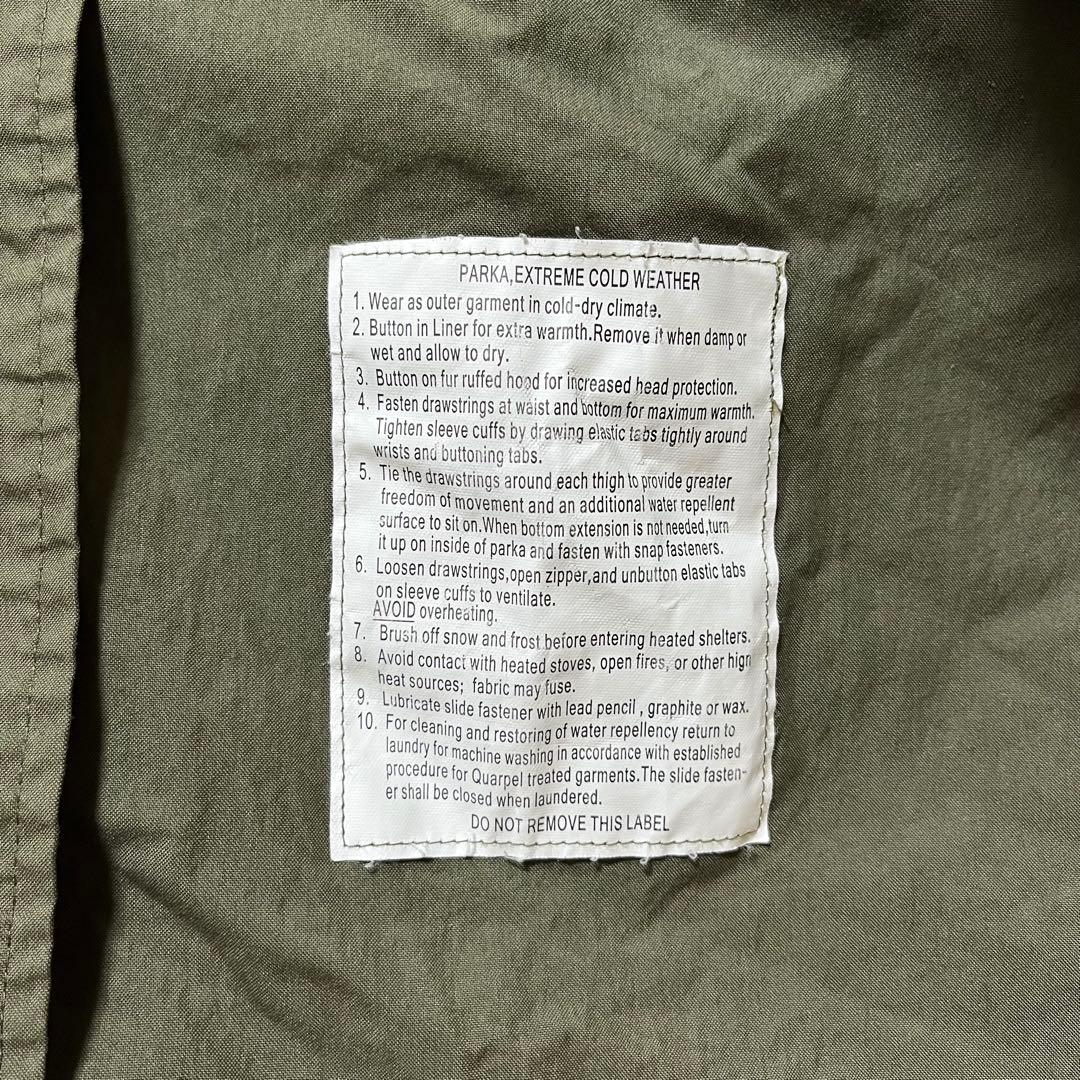 PARKA,EXTREME COLD WEATHER
1. Wear as outer garment in cold-dry climate.
2. Button in Liner for extra warmth.Remove it when damp or
wet and allow to dry.
3. Button on fur ruffed hood for increased head protection.
4. Fasten drawstrings at waist and bottom for maximum warmth.
Tighten sleeve cuffs by drawing elastic tabs tightly around
wrists and buttoning tabs.
5. Tie the drawstrings around each thigh to provide greater
freedom of movement and an additional water repellent
surface to sit on.When bottom extension is not needed,turn
it up on inside of parka and fasten with snap fasteners.
6. Loosen drawstrings,open zipper,and unbutton elastic tabs
on sleeve cuffs to ventilate.
AVOID overheating.
7. Brush off snow and frost before entering heated shelters.
8. Avoid contact with heated stoves, open fires, or other high
heat sources; fabric may fuse.
9. Lubricate slide fastener with lead pencil , graphite or wax.
10. For cleaning and restoring of water repellency return to
laundry for machine washing in accordance with established
procedure for Quarpel treated garments.The slide fasten-
er shall be closed when laundered.
DO NOT REMOVE THIS LABEL